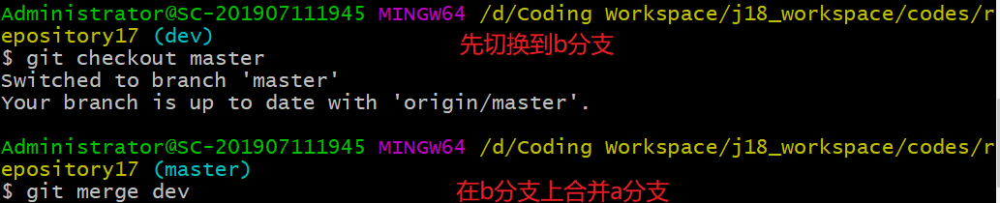 Administrator@SC-201907111945 MINGW64 /d/Coding Workspace/j18_workspace/codes/r
epository17 (dev)
先切换到b分支
$ git checkout master
Switched to branch 'master'
Your branch is up to date with 'origin/master'.
Administrator@SC-201907111945 MINGW64 /d/Coding Workspace/j18_workspace/codes/r
epository17 (master)
$ git merge dev
在b分支上合并a分支